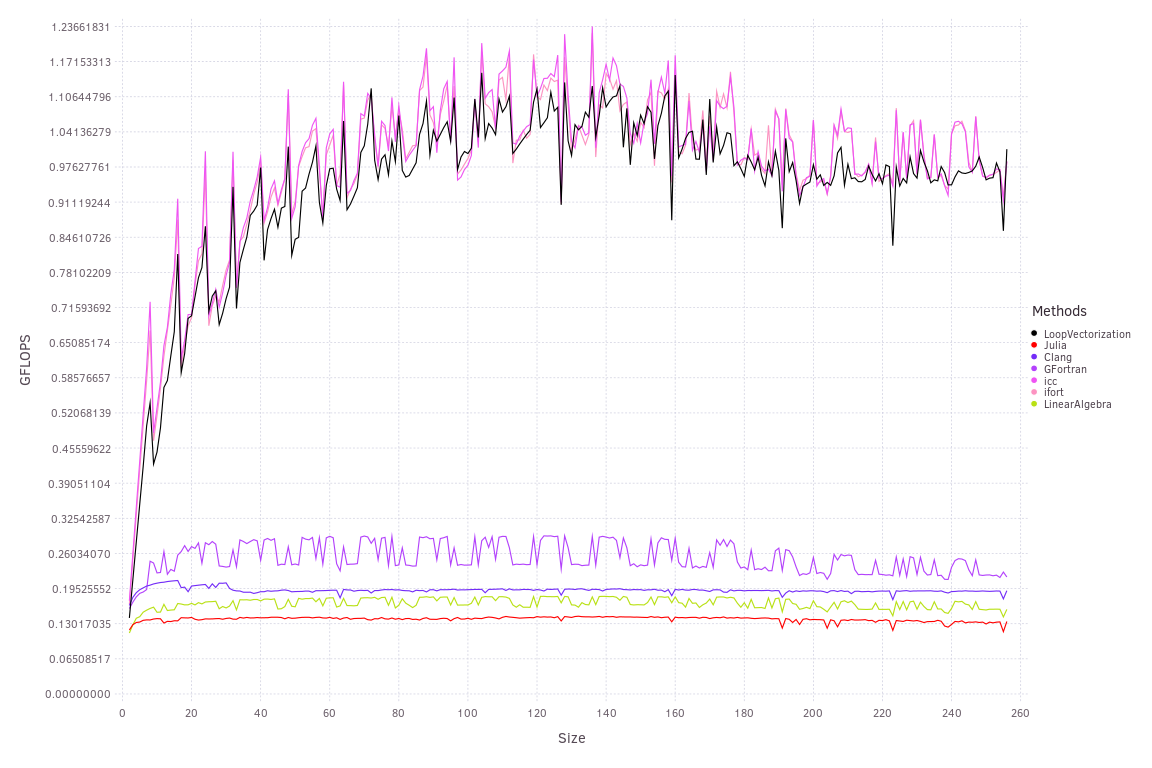 1.23661831
1.17153313
1.10644796
1.04136279
0.976277761
0.91119244
0.84610726
0.78102209
0.71593692
0.65085174
0.58576657
0.52068139
0.45559622
0.39051104
0.32542587
0.26034070
0.19525552
0.13017035
0.06508517
0.00000000
GFLOPS
0 20 40 60 80 100 120 140 160 180 200 220 240 260
Size
Methods
LoopVectorization
Julia
Clang
GFortran
icc
ifort
LinearAlgebra